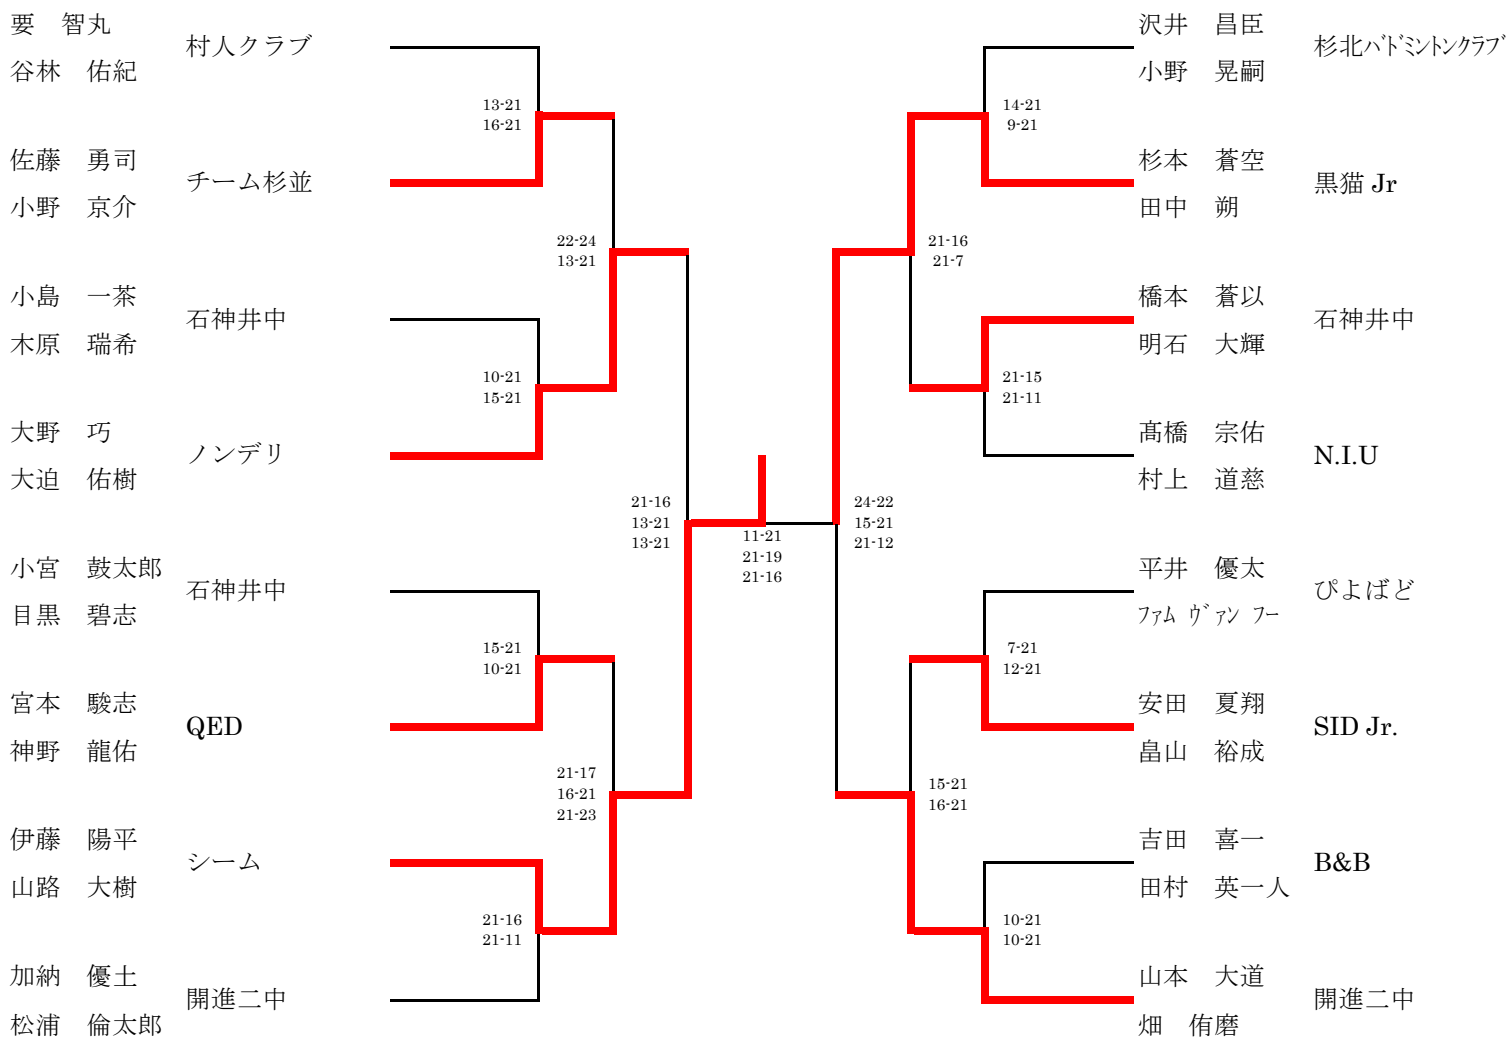 要　智丸
谷林　佑紀
村人クラブ
13-21
16-21
佐藤　勇司
小野　京介
チーム杉並
22-24
13-21
小島　一茶
木原　瑞希
石神井中
10-21
15-21
大野　巧
大迫　佑樹
ノンデリ
21-16
13-21
13-21
小宮　鼓太郎
目黒　碧志
石神井中
15-21
10-21
宮本　駿志
神野　龍佑
QED
21-17
16-21
21-23
伊藤　陽平
山路　大樹
シーム
21-16
21-11
加納　優土
松浦　倫太郎
開進二中
11-21
21-19
21-16
沢井　昌臣
小野　晃嗣
杉北バドミントンクラブ
14-21
9-21
杉本　蒼空
田中　朔
黒猫 Jr
21-16
21-7
橋本　蒼以
明石　大輝
石神井中
21-15
21-11
髙橋　宗佑
村上　道慈
N.I.U
24-22
15-21
21-12
平井　優太
ファム ヴァン フー
ぴよばど
7-21
12-21
安田　夏翔
畠山　裕成
SID Jr.
15-21
16-21
吉田　喜一
田村　英一人
B&B
10-21
10-21
山本　大道
畑　侑磨
開進二中